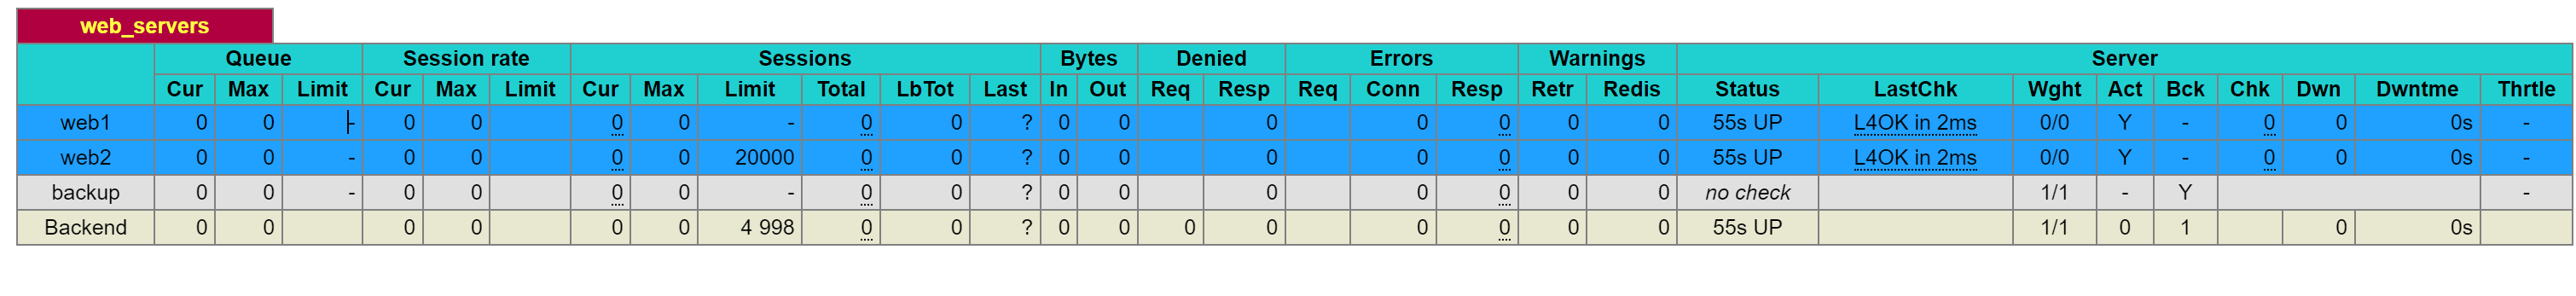 web_servers
Queue Session rate Sessions Bytes Denied Errors Warnings Server
Cur Max Limit Cur Max Limit Cur Max Limit Total LbTot Last In Out Req Resp Req Conn Resp Retr Redis Status LastChk Wght Act Bck Chk Dwn Dwntme Thrtle
web1 0 0 - 0 0 0 0 - 0 0 ? 0 0 0 0 0 0 0 55s UP L4OK in 2ms 0/0 Y - 0 0 0s -
web2 0 0 - 0 0 0 0 20000 0 0 ? 0 0 0 0 0 0 0 55s UP L4OK in 2ms 0/0 Y - 0 0 0s -
backup 0 0 - 0 0 0 0 - 0 0 ? 0 0 0 0 0 0 0 no check 1/1 - Y -
Backend 0 0 0 0 0 0 4 998 0 0 ? 0 0 0 0 0 0 0 0 55s UP 1/1 0 1 0 0s